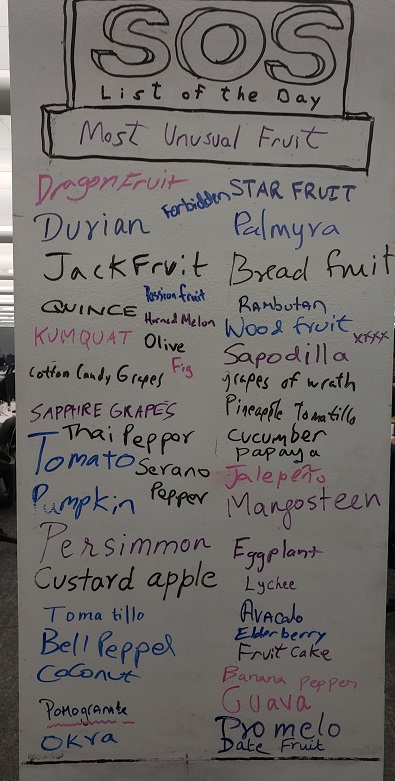 SOS
List of the Day
Most Unusual Fruit
DragonFruit
Forbidden STAR FRUIT
Durian
Palmyra
JackFruit
Bread fruit
Passion fruit
QUINCE
Horned Melon
RAMBUTAN
KUMQUAT
Olive
Wood fruit xxxx
Sapodilla
Cotton Candy Grapes
Fig
grapes of wrath
SAPPHIRE GRAPES
Pineapple Tomatillo
Thai Pepper
Cucumber
Tomato
Serano
Pepper
papaya
Jalepeño
Pumpkin
Mangosteen
Persimmon
Eggplant
Custard apple
Lychee
Tomatillo
Avacado
Bell Pepper
Elderberry
Fruit cake
Coconut
Banana pepper
Guava
Pomogranate
Promelo
Okra
Date Fruit